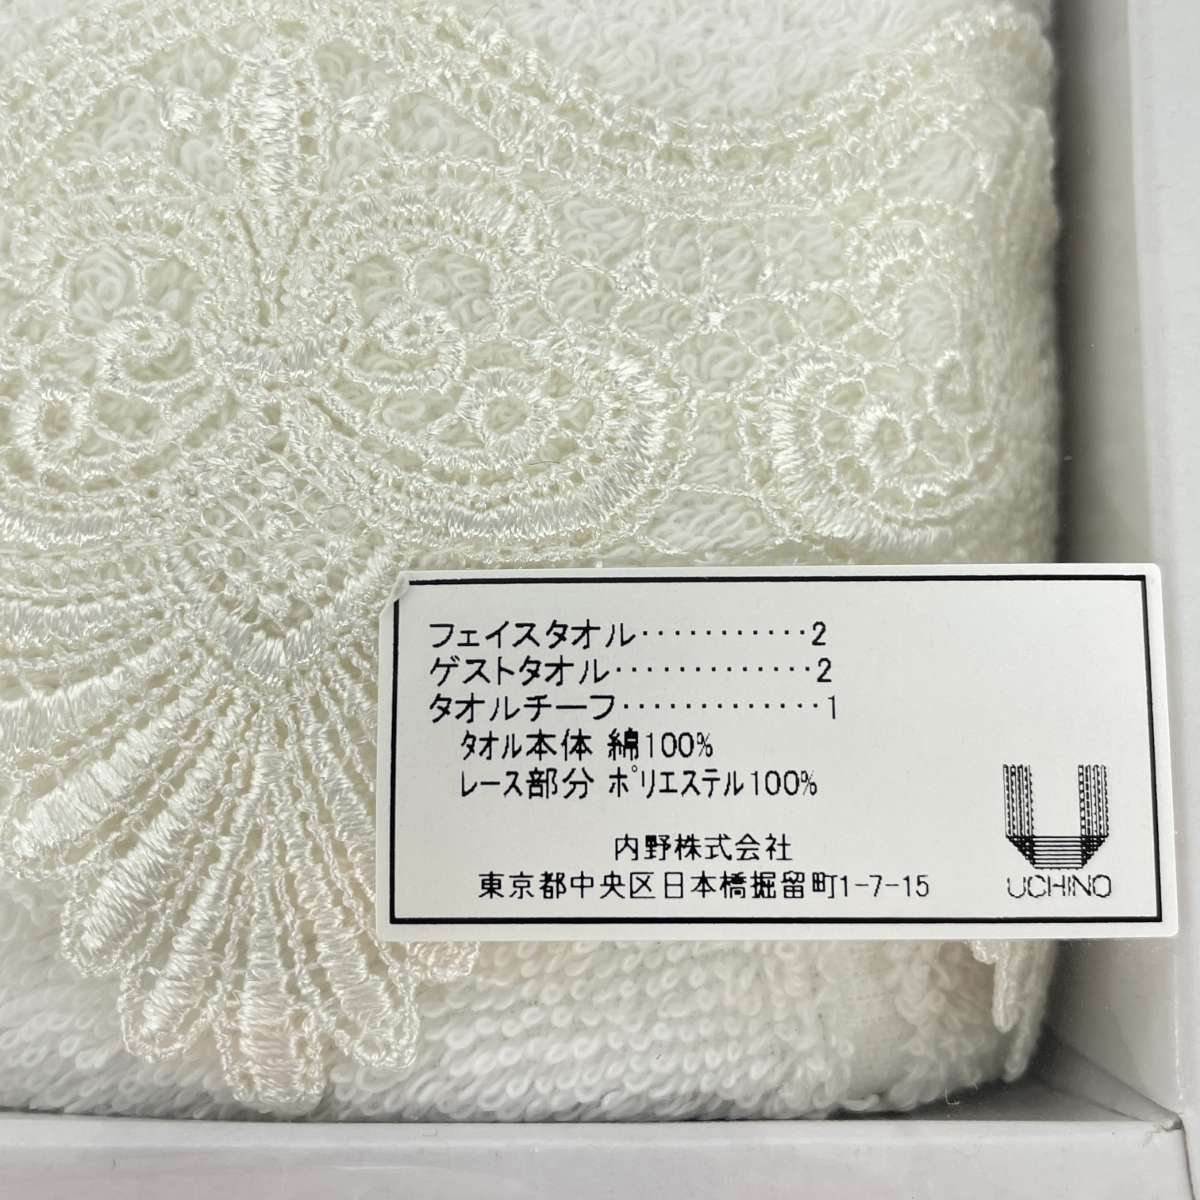 フェイスタオル･･･････････2
ゲストタオル･････････････2
タオルチーフ･････････････1
ﾀｵﾙ本体 綿100%
ﾚｰｽ部分 ﾎﾟﾘｴｽﾃﾙ100%
内野株式会社
東京都中央区日本橋掘留町1-7-15
UCHINO